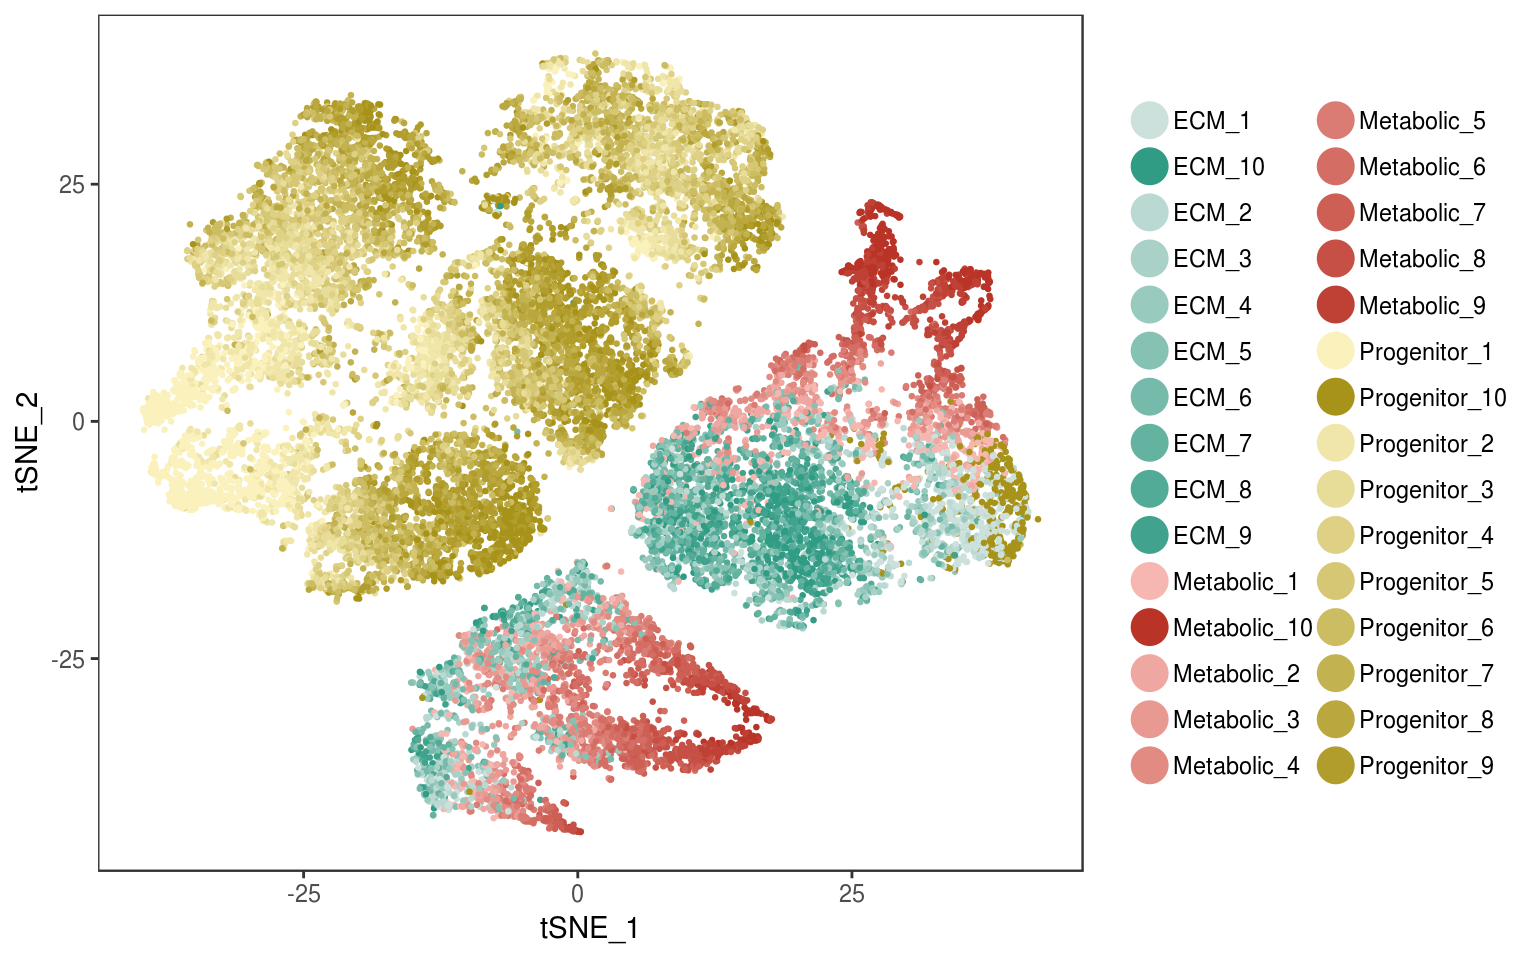 25
0
-25
tSNE_2
-25
0
25
tSNE_1
ECM_1
ECM_10
ECM_2
ECM_3
ECM_4
ECM_5
ECM_6
ECM_7
ECM_8
ECM_9
Metabolic_1
Metabolic_10
Metabolic_2
Metabolic_3
Metabolic_4
Metabolic_5
Metabolic_6
Metabolic_7
Metabolic_8
Metabolic_9
Progenitor_1
Progenitor_10
Progenitor_2
Progenitor_3
Progenitor_4
Progenitor_5
Progenitor_6
Progenitor_7
Progenitor_8
Progenitor_9